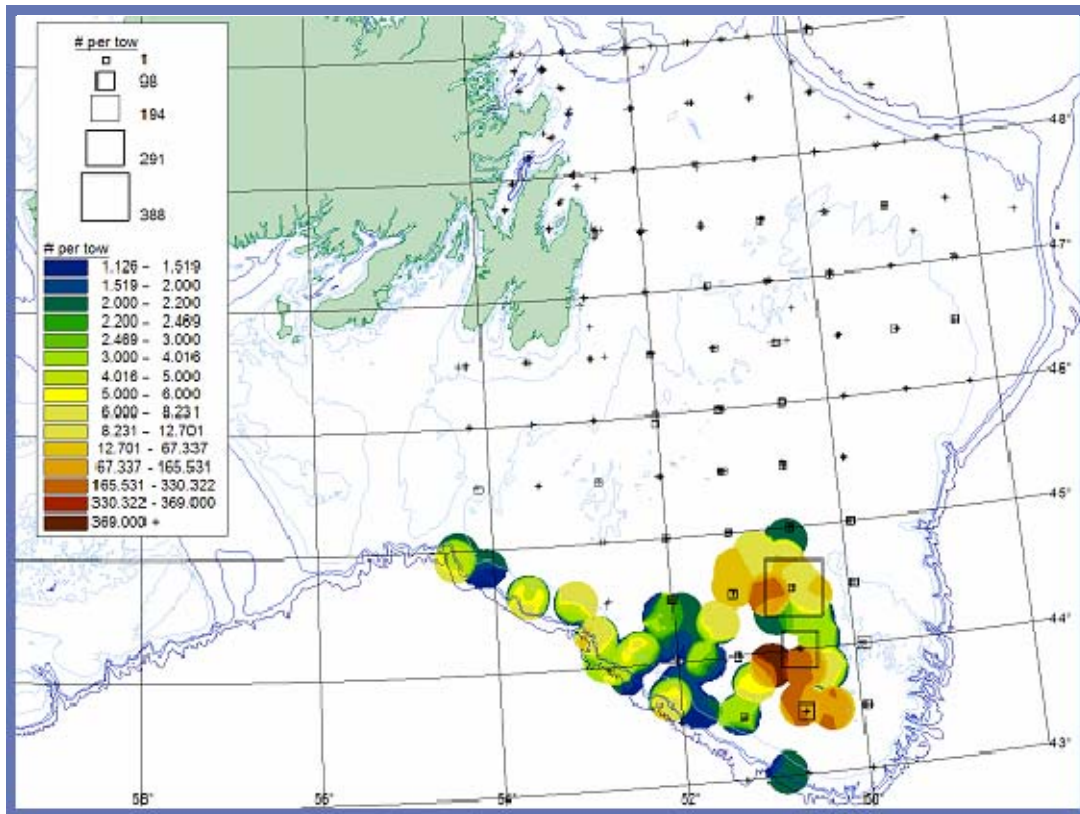 # per tow
1
98
194
291
388
# per tow
1.126 - 1.519
1.519 - 2.000
2.000 - 2.200
2.200 - 2.469
2.469 - 3.000
3.000 - 4.016
4.016 - 5.000
5.000 - 6.000
6.000 - 8.231
8.231 - 12.701
12.701 - 67.337
67.337 - 165.531
165.531 - 330.322
330.322 - 369.000
369.000 +
48°
47°
46°
45°
44°
43°
54
52
50